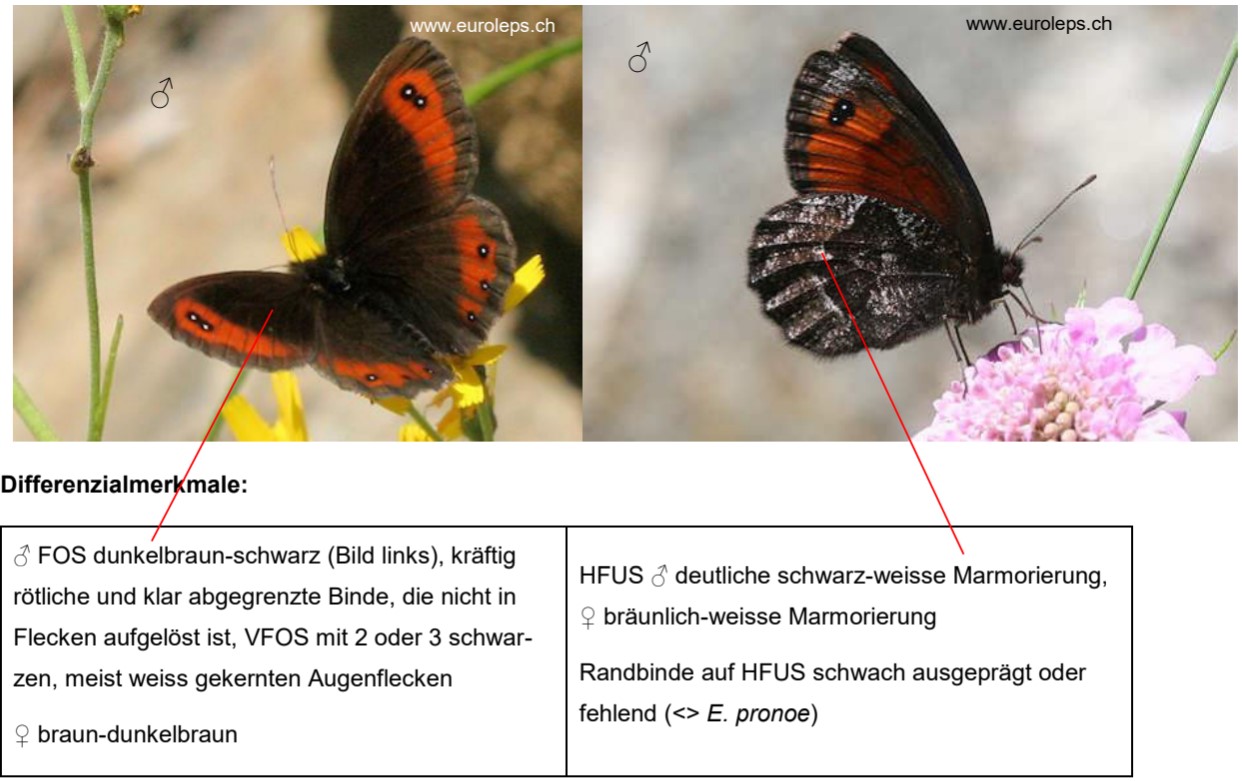 www.euroleps.ch
www.euroleps.ch
♂
♂
Differenzialmerkmale:
♂ FOS dunkelbraun-schwarz (Bild links), kräftig
rötliche und klar abgegrenzte Binde, die nicht in
Flecken aufgelöst ist, VFOS mit 2 oder 3 schwar-
zen, meist weiss gekernten Augenflecken
♀ braun-dunkelbraun
HFUS ♂ deutliche schwarz-weisse Marmorierung,
♀ bräunlich-weisse Marmorierung
Randbinde auf HFUS schwach ausgeprägt oder
fehlend (<> E. pronoe)